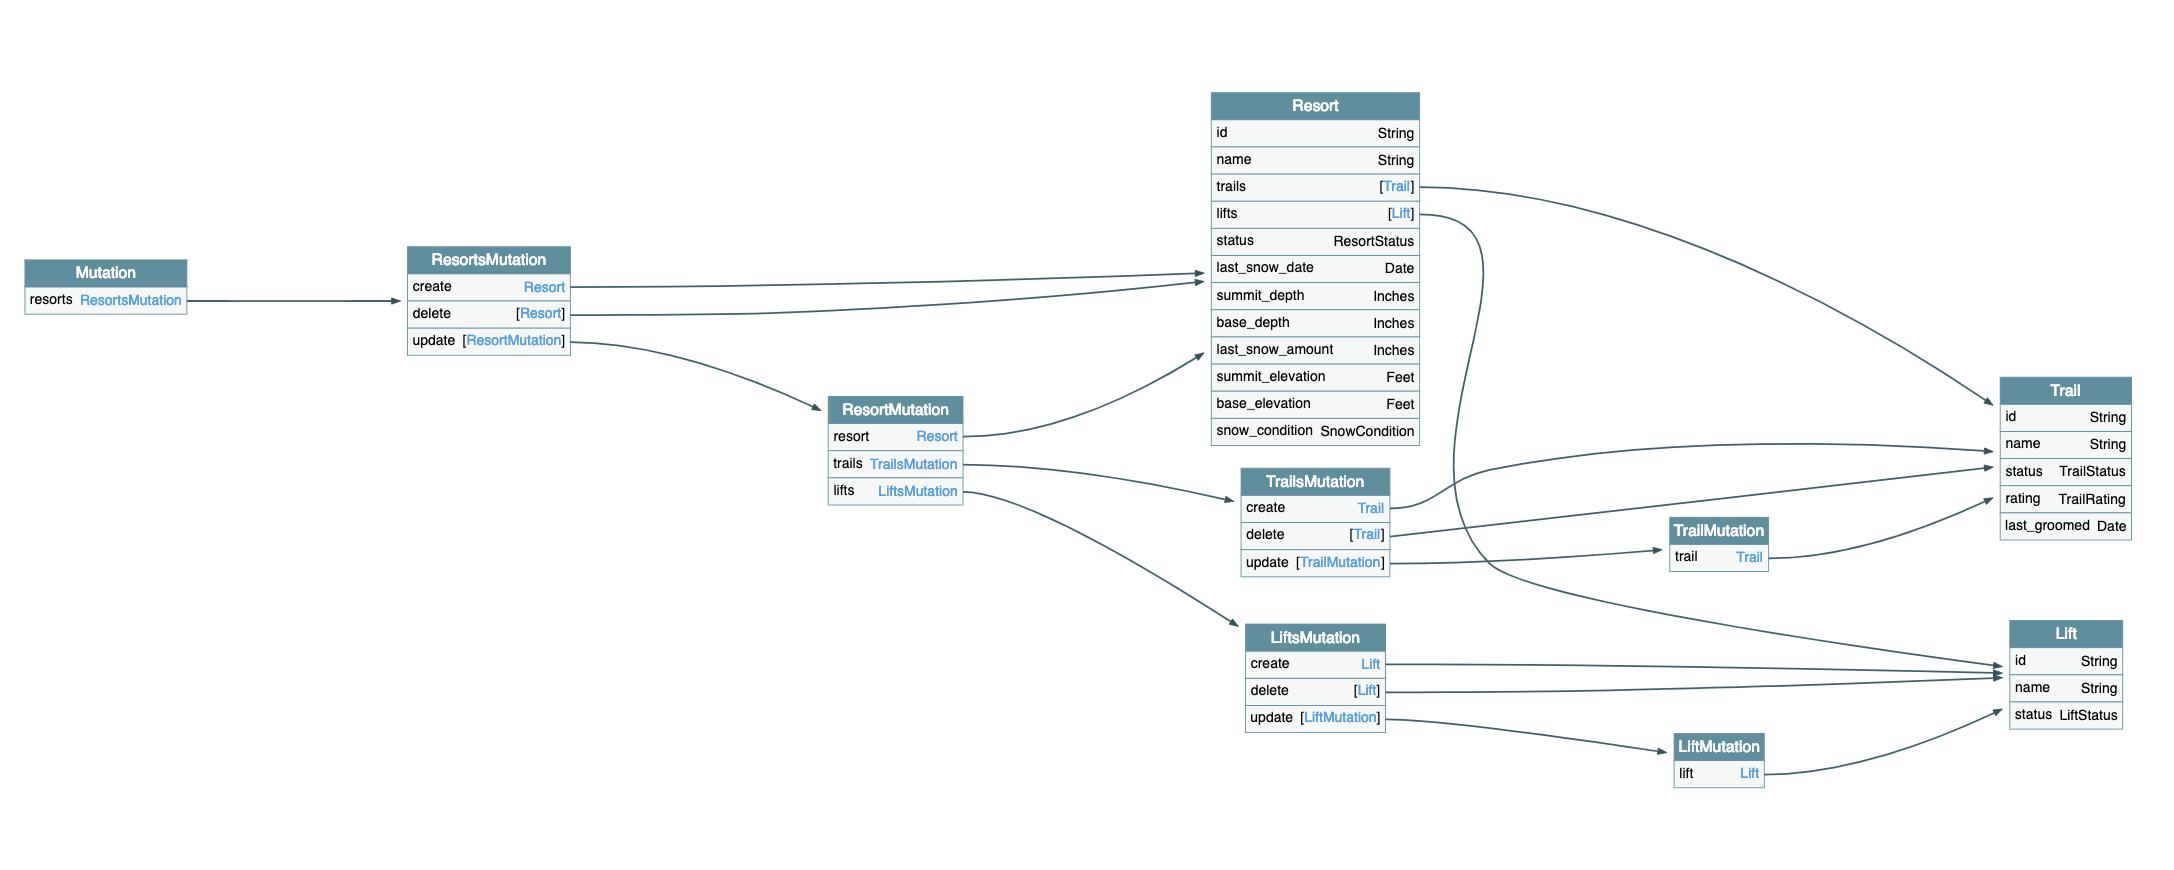 Mutation
resorts ResortsMutation
ResortsMutation
create Resort
delete [Resort]
update [ResortMutation]
ResortMutation
resort Resort
trails TrailsMutation
lifts LiftsMutation
Resort
id String
name String
trails [Trail]
lifts [Lift]
status ResortStatus
last_snow_date Date
summit_depth Inches
base_depth Inches
last_snow_amount Inches
summit_elevation Feet
base_elevation Feet
snow_condition SnowCondition
TrailsMutation
create Trail
delete [Trail]
update [TrailMutation]
LiftsMutation
create Lift
delete [Lift]
update [LiftMutation]
TrailMutation
trail Trail
LiftMutation
lift Lift
Trail
id String
name String
status TrailStatus
rating TrailRating
last_groomed Date
Lift
id String
name String
status LiftStatus